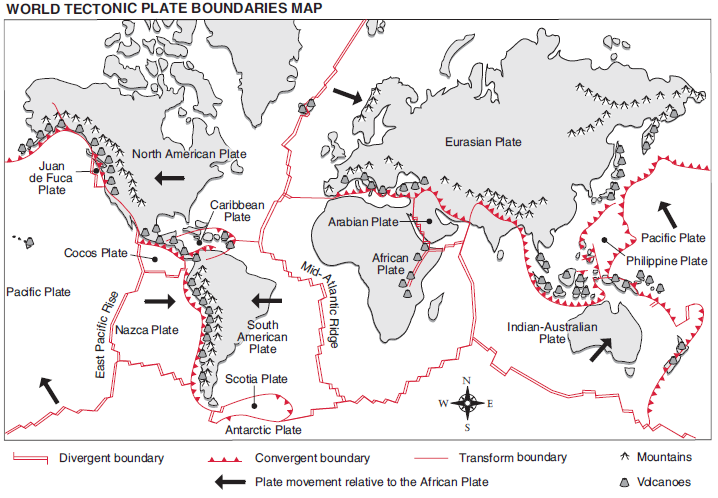 WORLD TECTONIC PLATE BOUNDARIES MAP
North American Plate
Eurasian Plate
Juan
de Fuca
Plate
Caribbean
Plate
Arabian Plate
Cocos Plate
African
Plate
Pacific Plate
Philippine Plate
Pacific Plate
Mid-Atlantic Ridge
East Pacific Rise
Nazca Plate
South
American
Plate
Indian-Australian
Plate
Scotia Plate
Antarctic Plate
N
W
E
S
Divergent boundary
Convergent boundary
Transform boundary
Mountains
Plate movement relative to the African Plate
Volcanoes